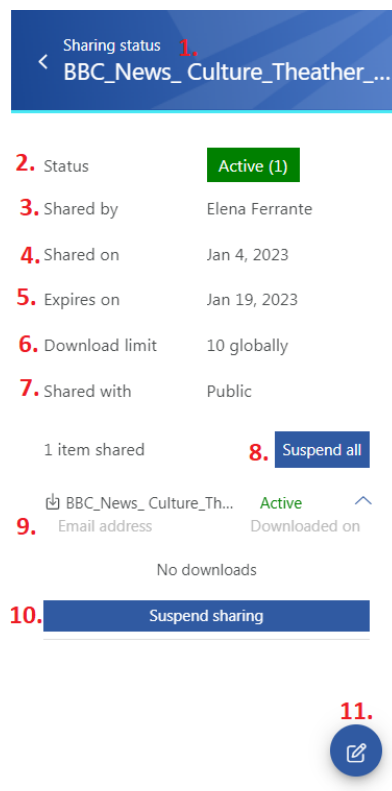 Sharing status 1.
BBC_News_ Culture_Theather_...
2. Status Active (1)
3. Shared by Elena Ferrante
4. Shared on Jan 4, 2023
5. Expires on Jan 19, 2023
6. Download limit 10 globally
7. Shared with Public
1 item shared 8. Suspend all
BBC_News_ Culture_Th... Active
9. Email address Downloaded on
No downloads
10. Suspend sharing
11.